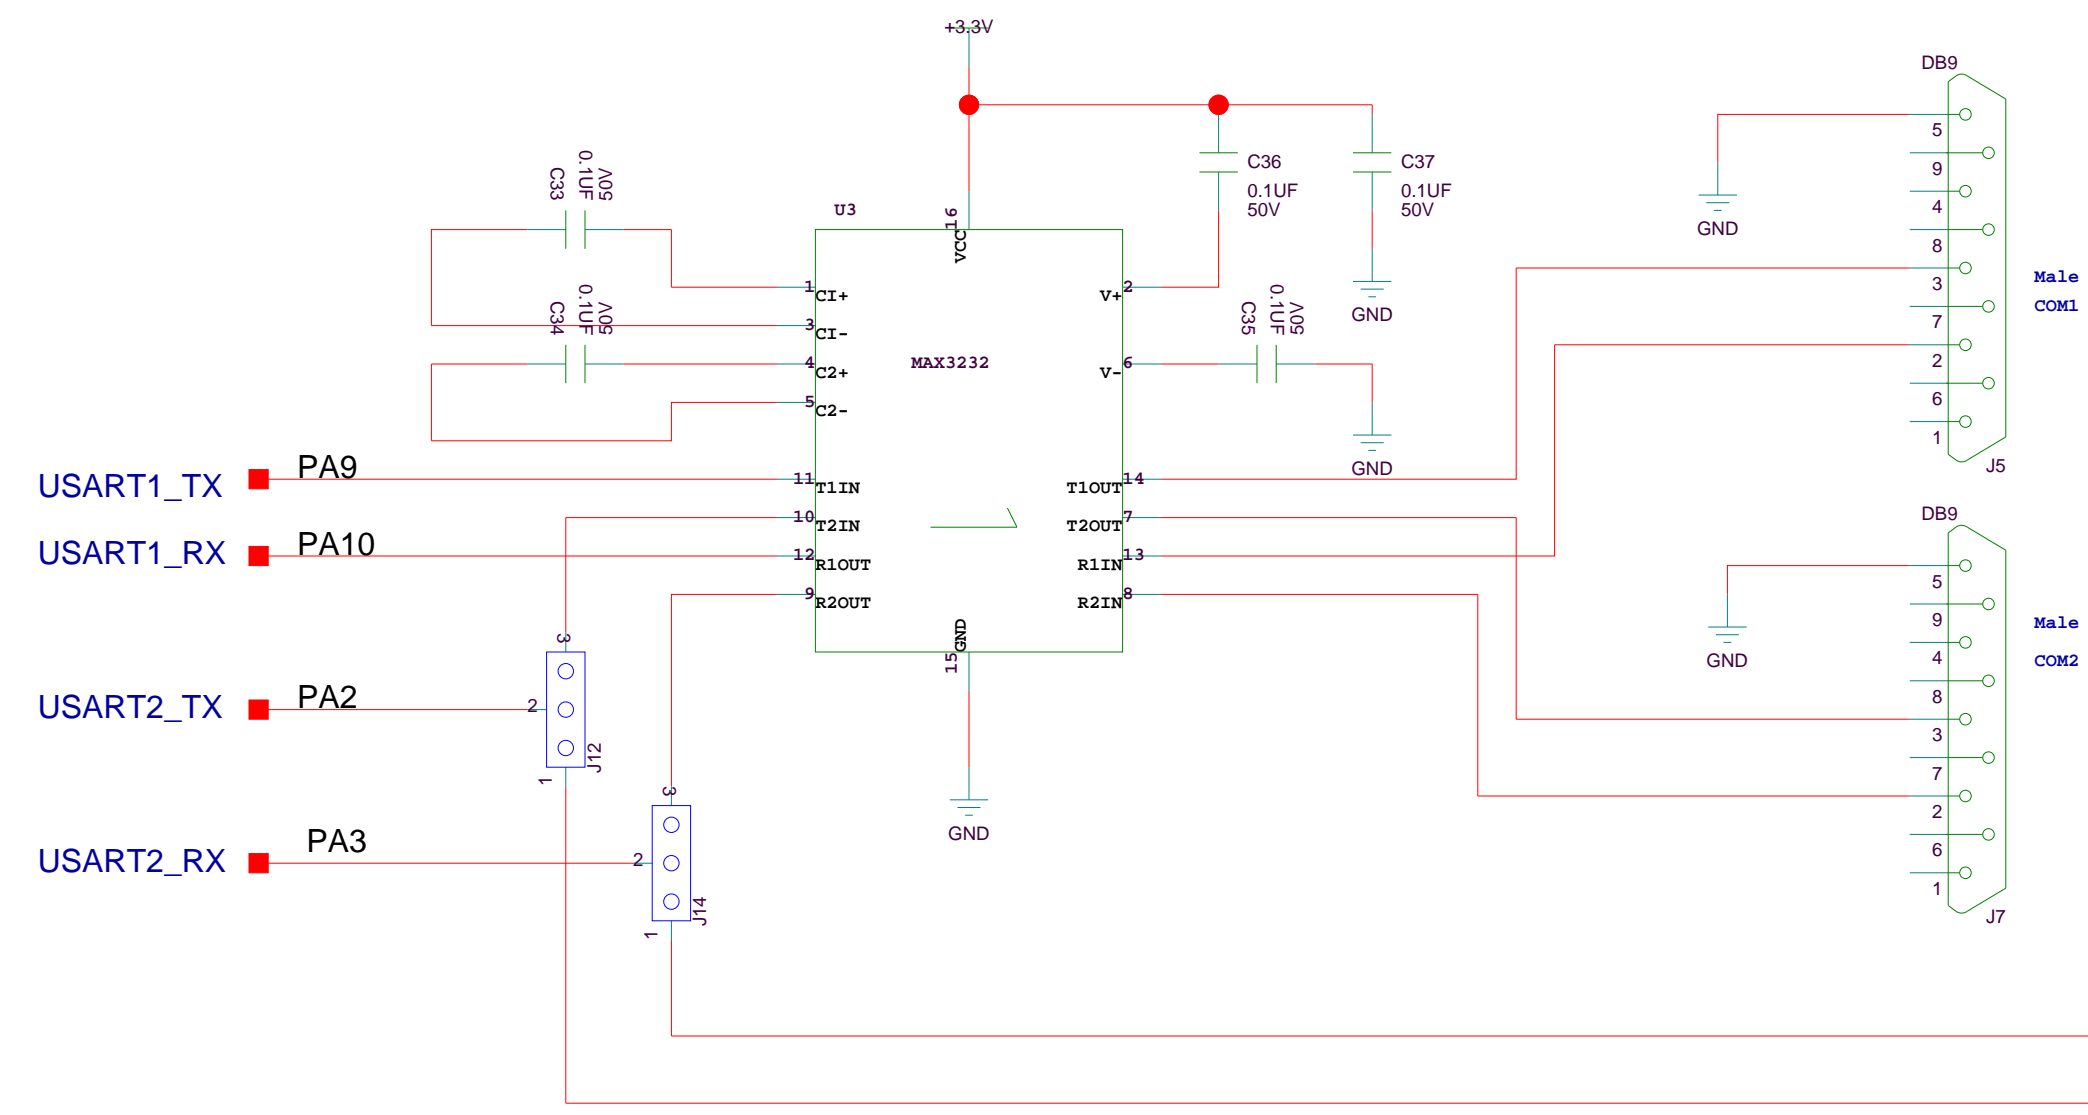 +3.3V
DB9
C33
0.1UF
50V
C36
0.1UF
50V
C37
0.1UF
50V
U3
16
VCC
GND
5
9
4
8
3
7
2
6
1
Male
COM1
J5
1
CI+
3
CI-
4
C2+
5
C2-
C34
0.1UF
50V
MAX3232
V+
2
V-
6
C35
0.1UF
50V
GND
GND
USART1_TX
PA9
11
T1IN
T1OUT
14
10
T2IN
T2OUT
7
USART1_RX
PA10
12
R1OUT
R1IN
13
9
R2OUT
R2IN
8
GND
15
GND
DB9
GND
5
9
4
8
3
7
2
6
1
Male
COM2
J7
3
USART2_TX
PA2
2
1
J12
3
USART2_RX
PA3
2
1
J14